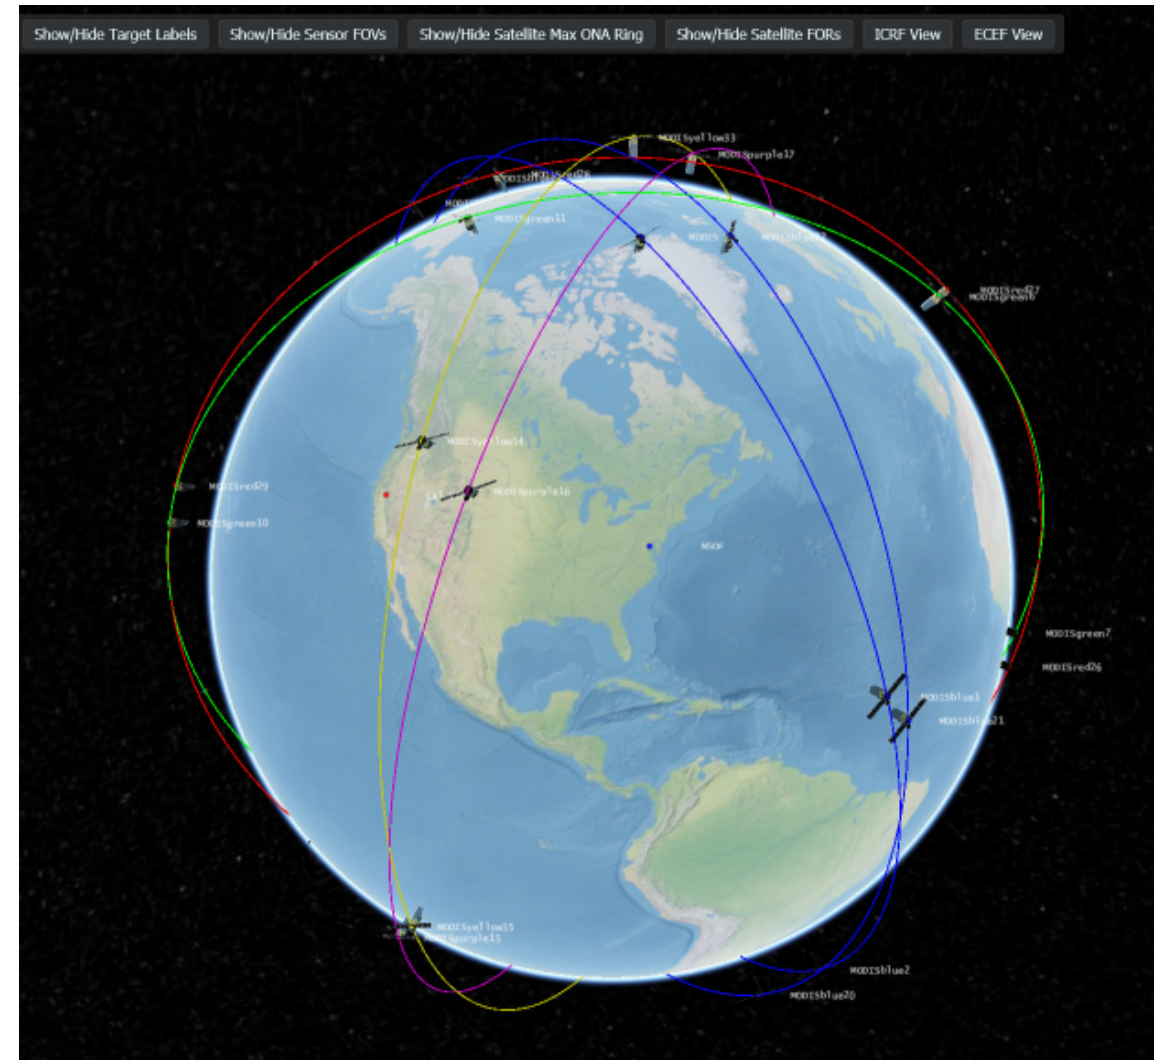 Show/Hide Target Labels Show/Hide Sensor FOVs Show/Hide Satellite Max ONA Ring Show/Hide Satellite FORs ICRF View ECEF View
MODISyellow33
MODISpurple17
MODISgreen11
MODISred27
MODISgreen6
MODISyellow34
MODISred29
MODISpurple16
MODISgreen10
NSOF
MODISgreen7
MODISred26
MODISblue1
MODISblue21
MODISyellow35
MODISpurple15
MODISblue2
MODISblue20